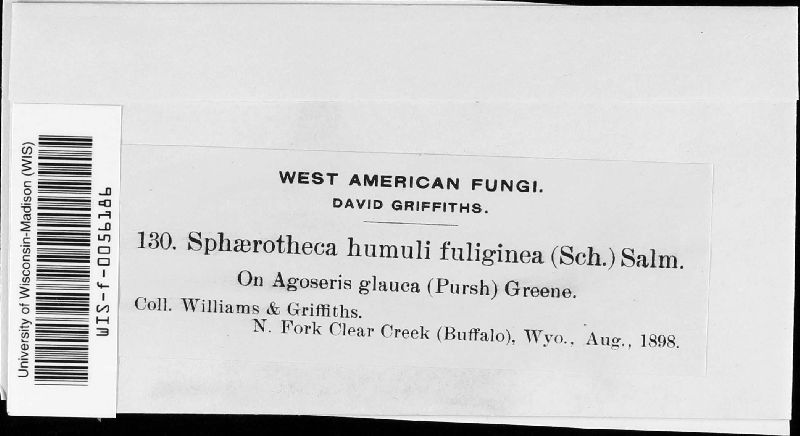 WEST AMERICAN FUNGI.
DAVID GRIFFITHS.
130. Sphærotheca humuli fuliginea (Sch.) Salm.
On Agoseris glauca (Pursh) Greene.
Coll. Williams & Griffiths.
N. Fork Clear Creek (Buffalo), Wyo., Aug., 1898.
University of Wisconsin-Madison (WIS)
WIS-f-0056186